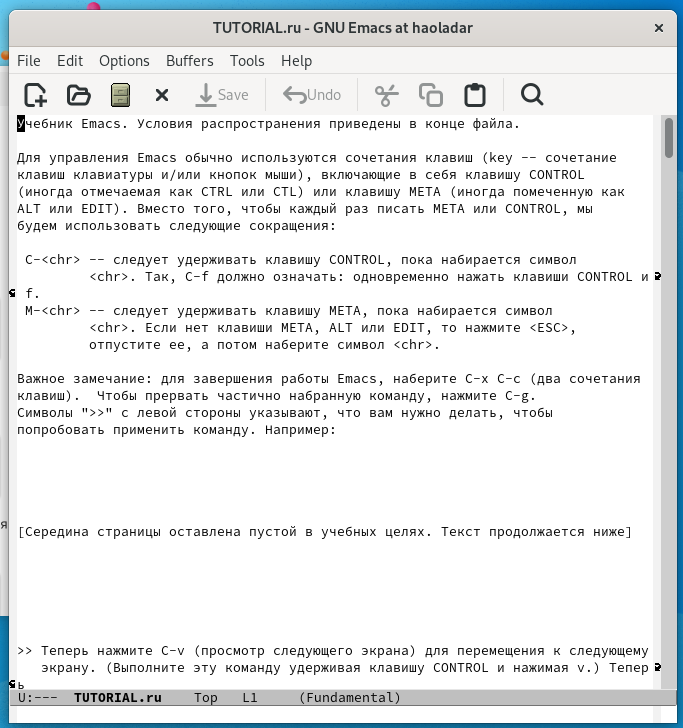 TUTORIAL.ru - GNU Emacs at haoladar
File Edit Options Buffers Tools Help
Save Undo
Учебник Emacs. Условия распространения приведены в конце файла.
Для управления Emacs обычно используются сочетания клавиш (key -- сочетание
клавиш клавиатуры и/или кнопок мыши), включающие в себя клавишу CONTROL
(иногда отмечаемая как CTRL или CTL) или клавишу META (иногда помеченную как
ALT или EDIT). Вместо того, чтобы каждый раз писать META или CONTROL, мы
будем использовать следующие сокращения:
C-<chr> -- следует удерживать клавишу CONTROL, пока набирается символ
<chr>. Так, C-f должно означать: одновременно нажать клавиши CONTROL и
f.
M-<chr> -- следует удерживать клавишу META, пока набирается символ
<chr>. Если нет клавиши META, ALT или EDIT, то нажмите <ESC>,
отпустите ее, а потом наберите символ <chr>.
Важное замечание: для завершения работы Emacs, наберите C-x C-c (два сочетания
клавиш).  Чтобы прервать частично набранную команду, нажмите C-g.
Символы ">>" с левой стороны указывают, что вам нужно делать, чтобы
попробовать применить команду. Например:
[Середина страницы оставлена пустой в учебных целях. Текст продолжается ниже]
>> Теперь нажмите C-v (просмотр следующего экрана) для перемещения к следующему
экрану. (Выполните эту команду удерживая клавишу CONTROL и нажимая v.) Тепер
ь
U:--- TUTORIAL.ru Top L1 (Fundamental)
я